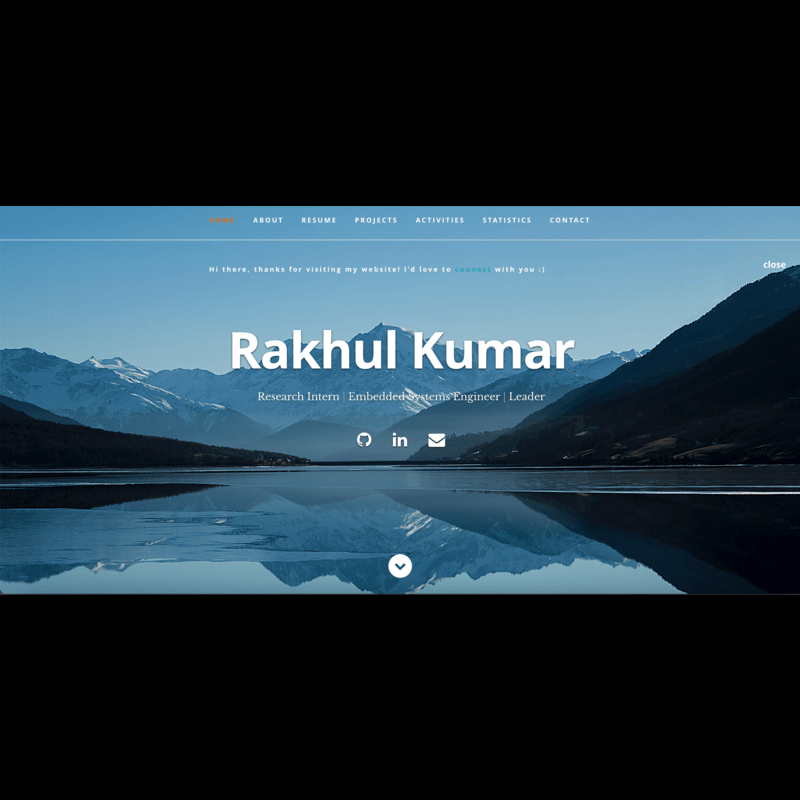 HOME ABOUT RESUME PROJECTS ACTIVITIES STATISTICS CONTACT
Hi there, thanks for visiting my website! I'd love to connect with you :)
close
Rakhul Kumar
Research Intern | Embedded Systems Engineer | Leader